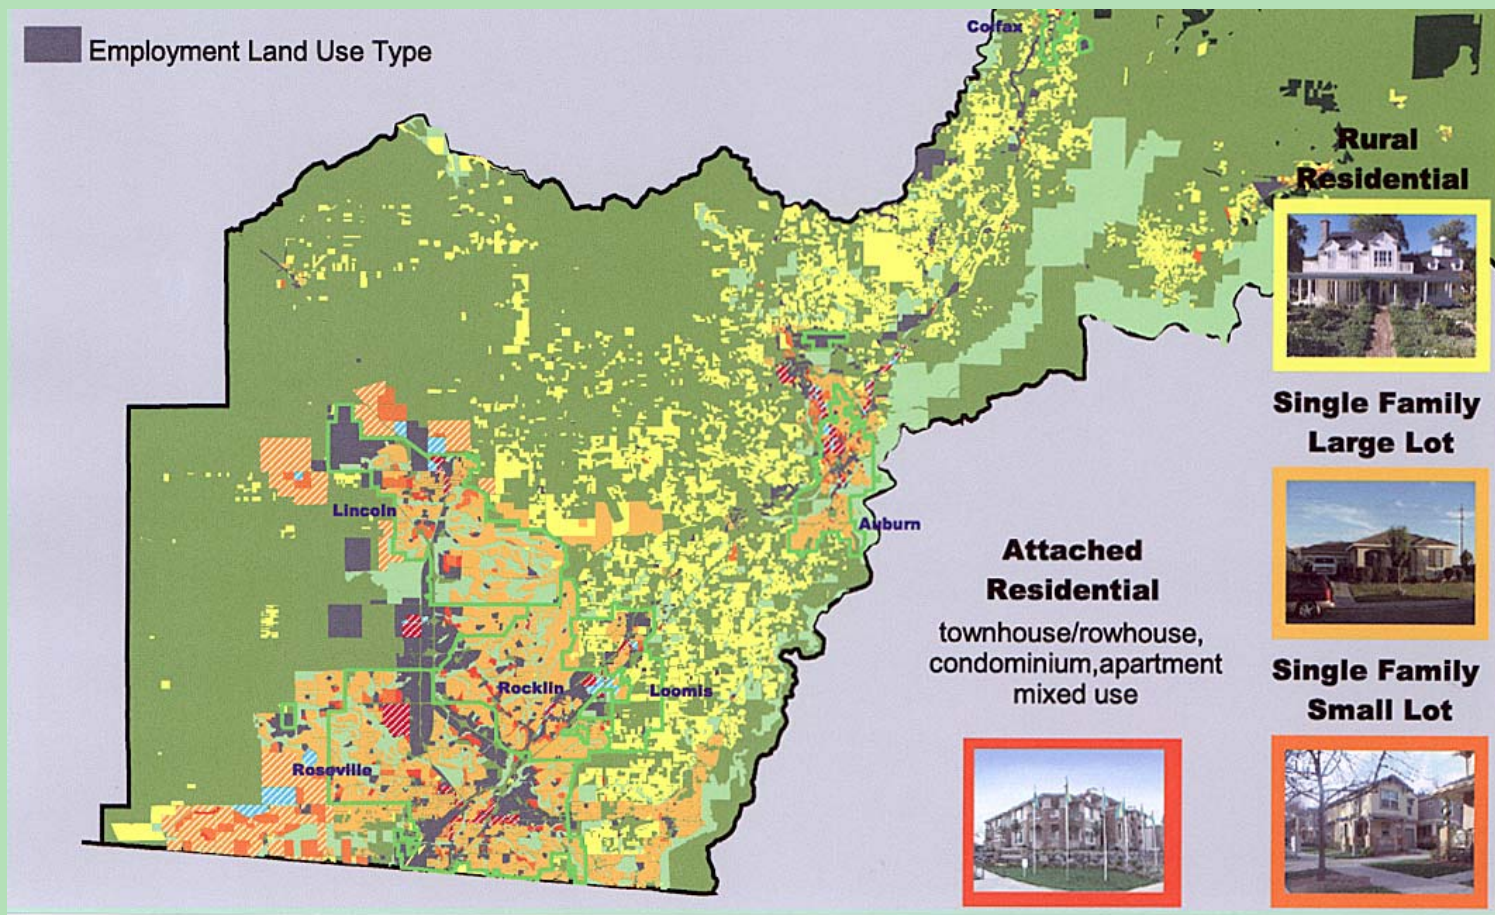 Employment Land Use Type
Colfax
Rural
Residential
Single Family
Large Lot
Lincoln
Auburn
Attached
Residential
townhouse/rowhouse,
condominium,apartment
mixed use
Single Family
Small Lot
Rocklin
Loomis
Roseville